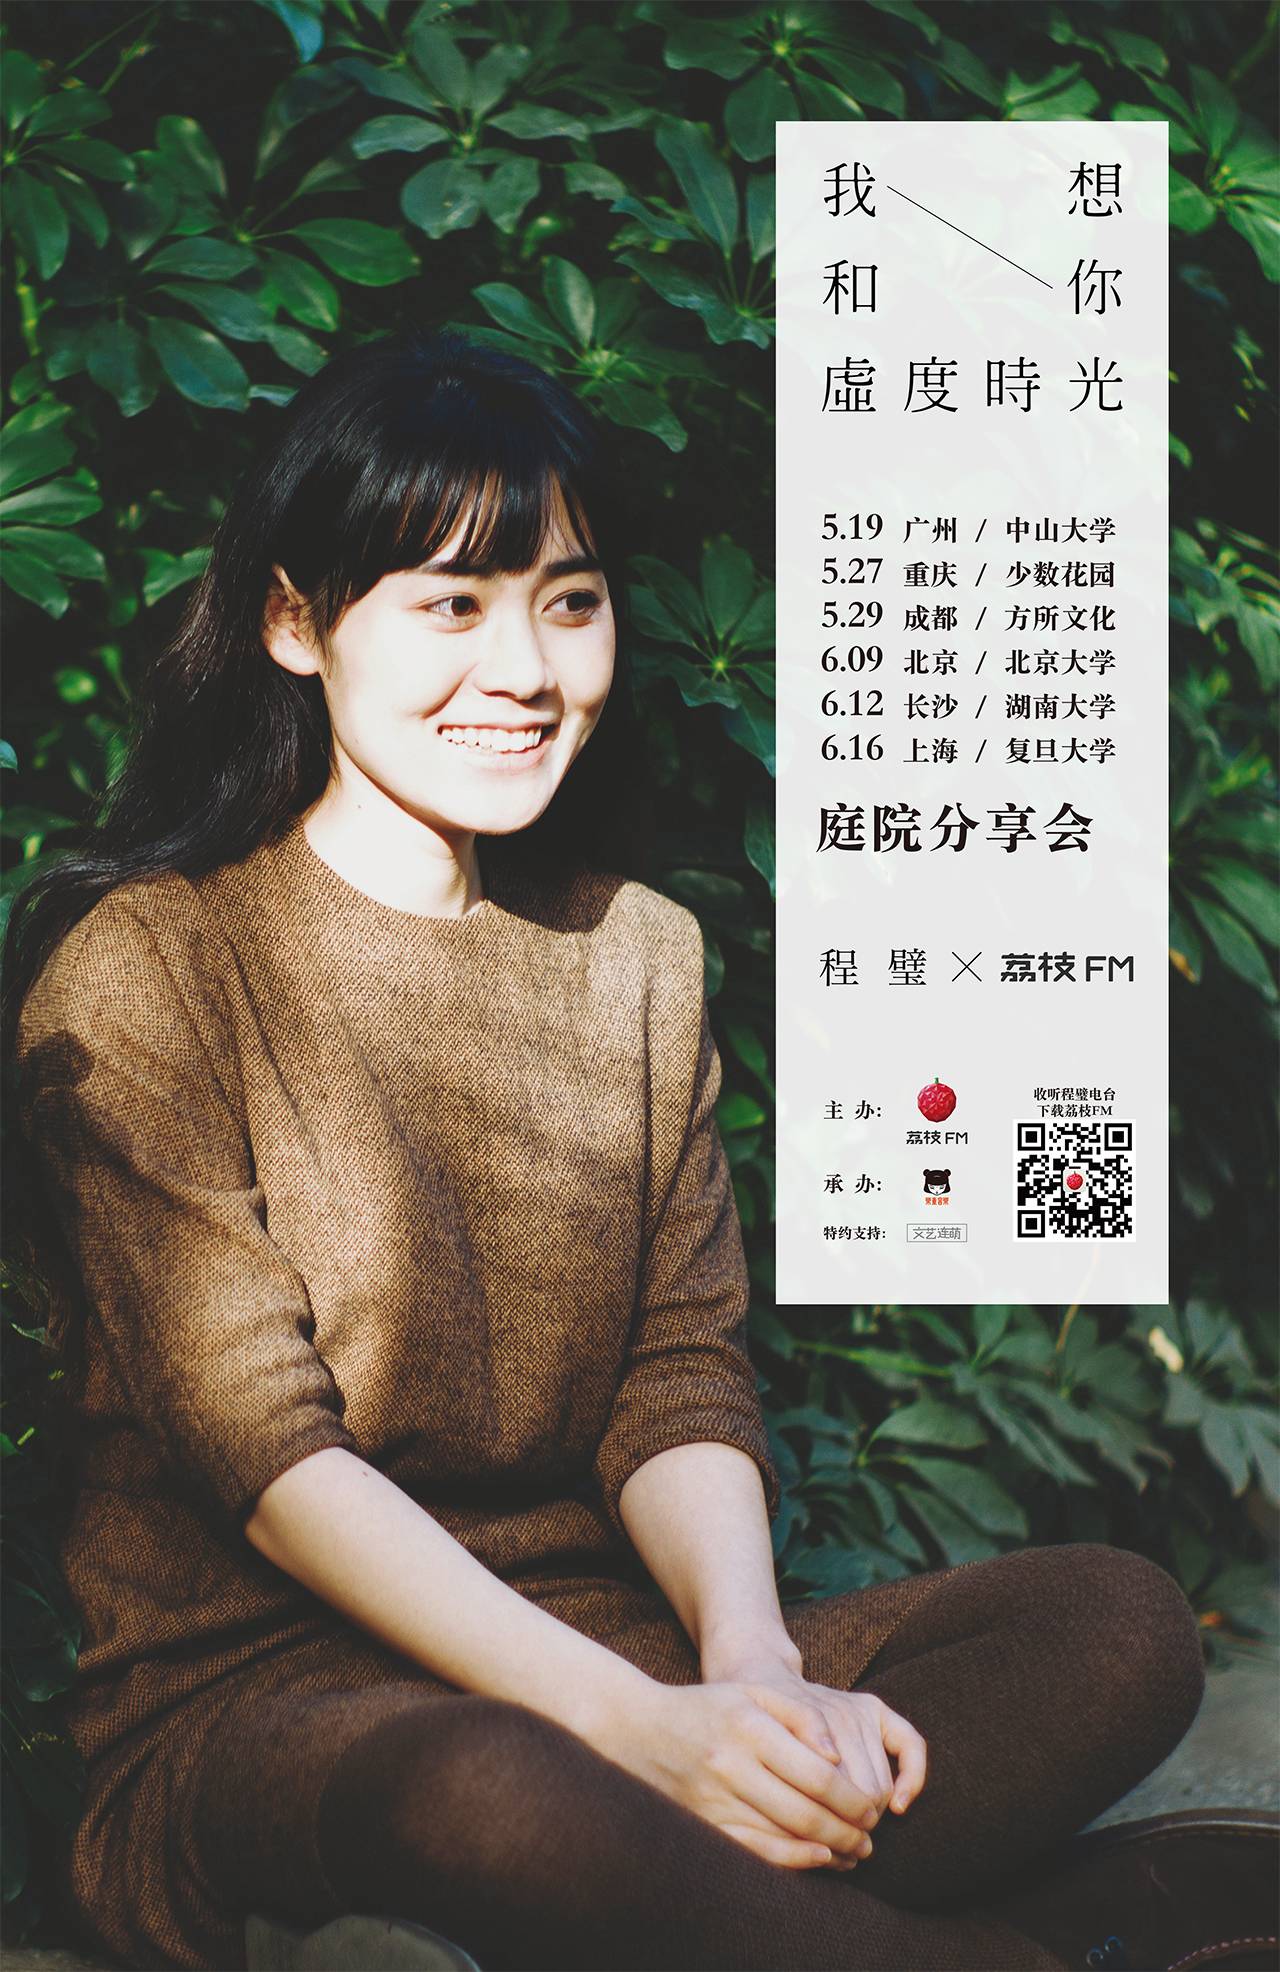 我 想
和 你
虛度時光
5.19 广州 / 中山大学
5.27 重庆 / 少数花园
5.29 成都 / 方所文化
6.09 北京 / 北京大学
6.12 长沙 / 湖南大学
6.16 上海 / 复旦大学
庭院分享会
程璧 × 荔枝FM
主办:
荔枝FM
承办:
特约支持:
文艺连萌
收听程璧电台
下载荔枝FM